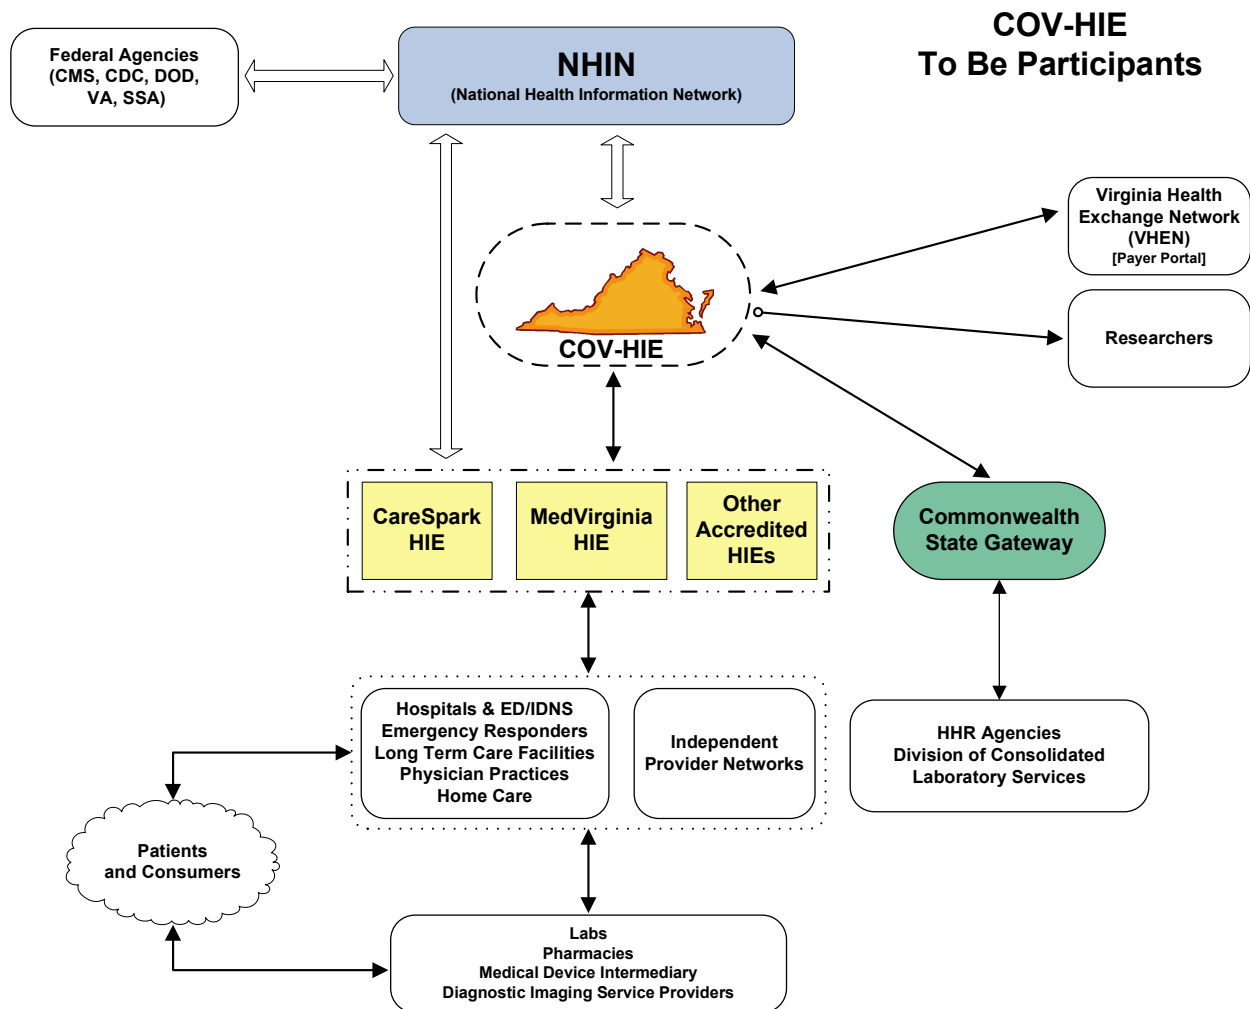 COV-HIE
To Be Participants
Federal Agencies
(CMS, CDC, DOD,
VA, SSA)
NHIN
(National Health Information Network)
Virginia Health
Exchange Network
(VHEN)
[Payer Portal]
Researchers
COV-HIE
CareSpark
HIE
MedVirginia
HIE
Other
Accredited
HIEs
Commonwealth
State Gateway
Hospitals & ED/IDNS
Emergency Responders
Long Term Care Facilities
Physician Practices
Home Care
Independent
Provider Networks
HHR Agencies
Division of Consolidated
Laboratory Services
Patients
and Consumers
Labs
Pharmacies
Medical Device Intermediary
Diagnostic Imaging Service Providers